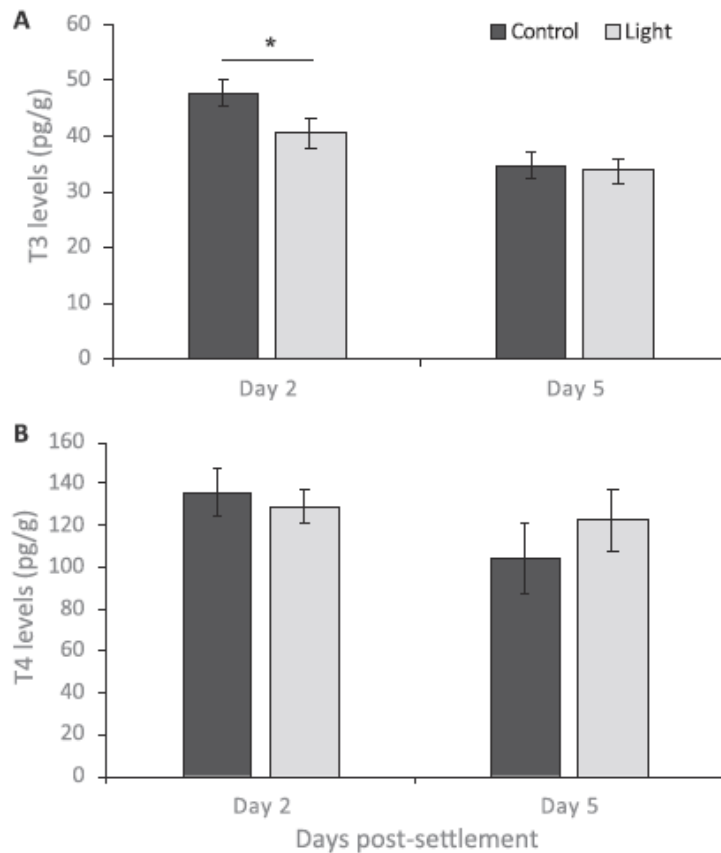 A
Control Light
*
T3 levels (pg/g)
60
50
40
30
20
10
0
Day 2 Day 5
B
T4 levels (pg/g)
160
140
120
100
80
60
40
20
0
Day 2 Day 5
Days post-settlement